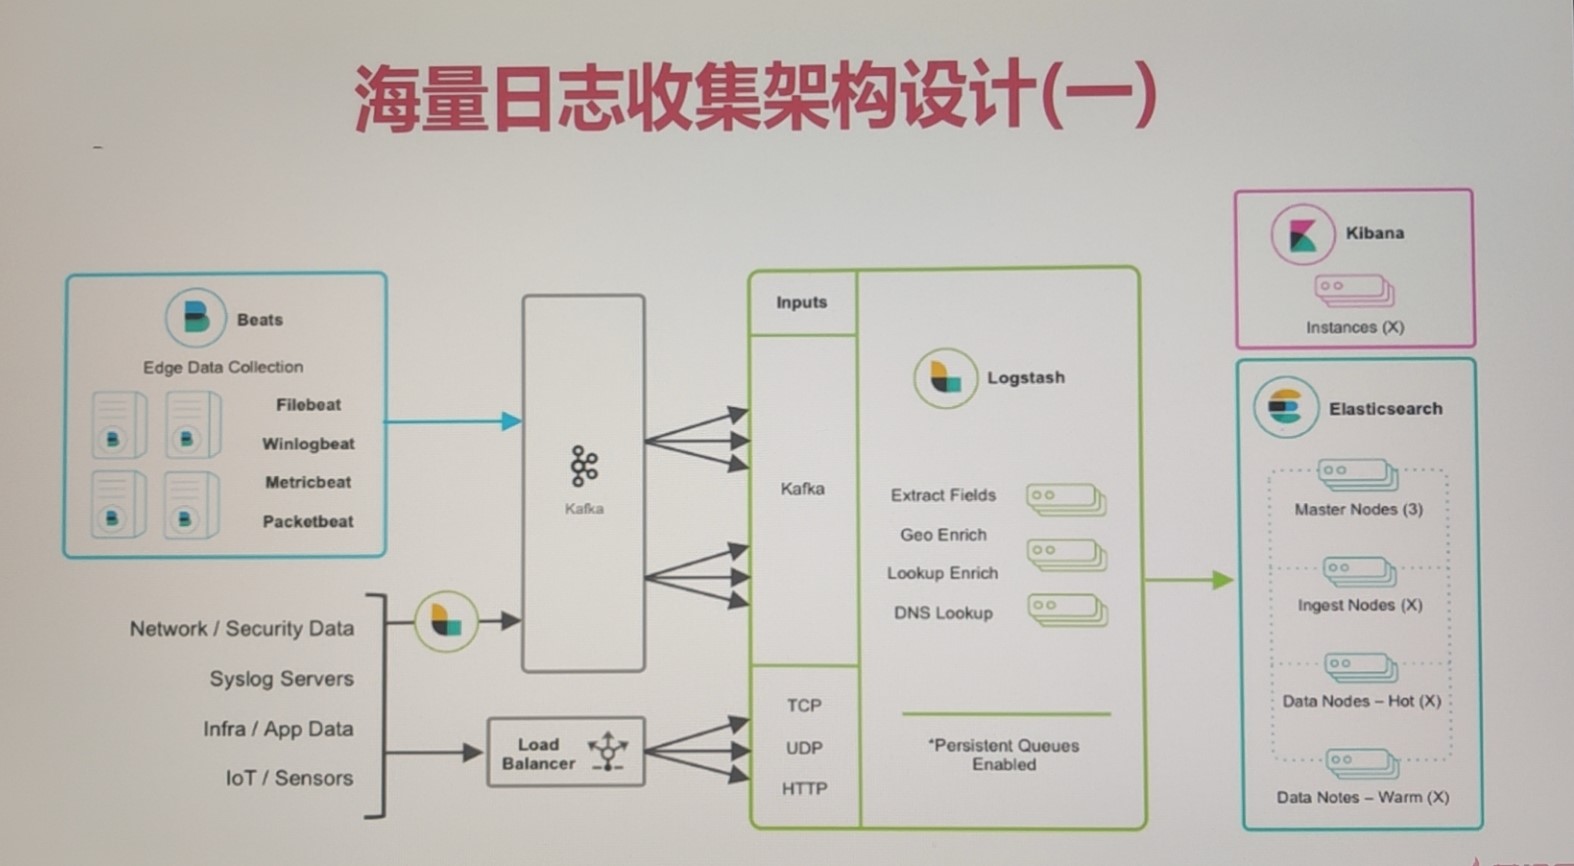 海量日志收集架构设计(一)
Beats
Edge Data Collection
Filebeat
Winlogbeat
Metricbeat
Packetbeat
Network / Security Data
Syslog Servers
Infra / App Data
IoT / Sensors
Kafka
Load
Balancer
Inputs
Kafka
TCP
UDP
HTTP
Logstash
Extract Fields
Geo Enrich
Lookup Enrich
DNS Lookup
*Persistent Queues
Enabled
Kibana
Instances (X)
Elasticsearch
Master Nodes (3)
Ingest Nodes (X)
Data Nodes – Hot (X)
Data Notes – Warm (X)